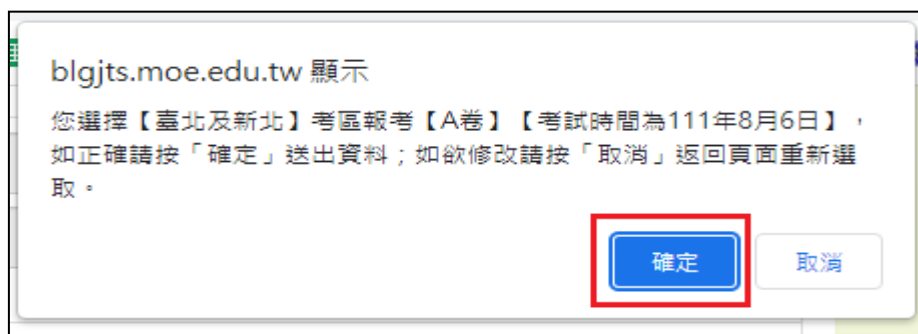 blgjts.moe.edu.tw 顯示
您選擇【臺北及新北】考區報考【A卷】【考試時間為111年8月6日】，
如正確請按「確定」送出資料；如欲修改請按「取消」返回頁面重新選
取。
確定
取消